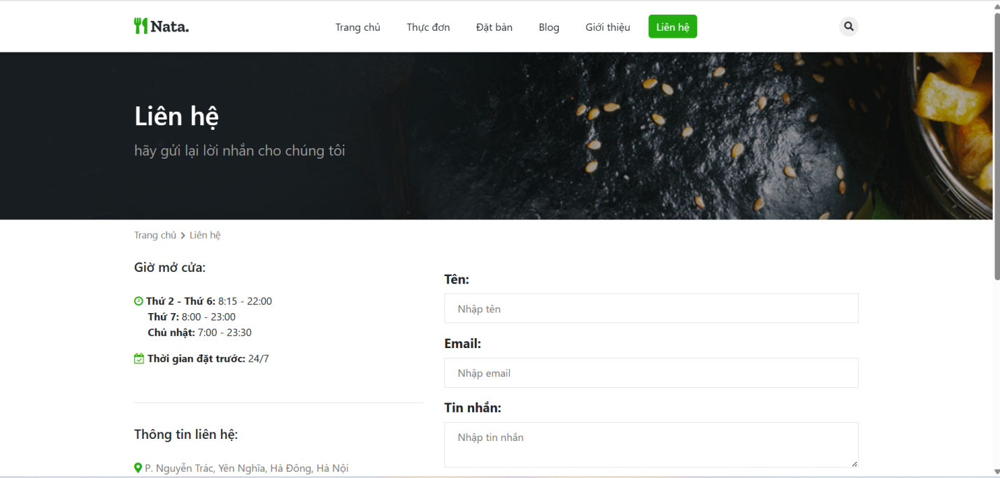 Nata.
Trang chủ Thực đơn Đặt bàn Blog Giới thiệu Liên hệ
Liên hệ
hãy gửi lại lời nhắn cho chúng tôi
Trang chủ > Liên hệ
Giờ mở cửa:
Thứ 2 - Thứ 6: 8:15 - 22:00
Thứ 7: 8:00 - 23:00
Chủ nhật: 7:00 - 23:30
Thời gian đặt trước: 24/7
Thông tin liên hệ:
P. Nguyễn Trác, Yên Nghĩa, Hà Đông, Hà Nội
Tên:
Nhập tên
Email:
Nhập email
Tin nhắn:
Nhập tin nhắn